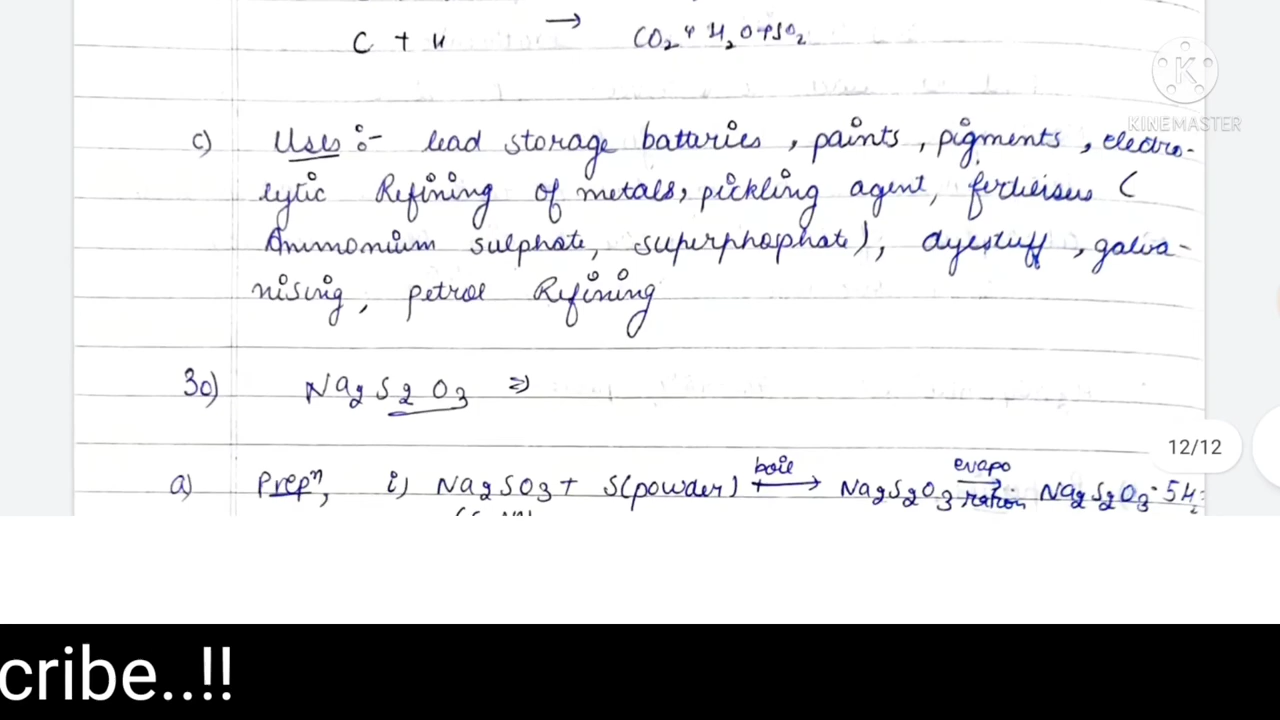 C + H → CO2 + H2O + SO2
KINEMASTER
c) Uses :- lead storage batteries, paints, pigments, electro-
lytic Refining of metals, pickling agent, fertilisers (
Ammonium sulphate, superphosphate), dyestuff, galva-
nising, petrol Refining
30) Na2S2O3 ⇒
12/12
a) Prepⁿ, i) Na2SO3 + S(powder) boil → Na2S2O3 evapo ration → Na2S2O3·5H2
cribe..!!